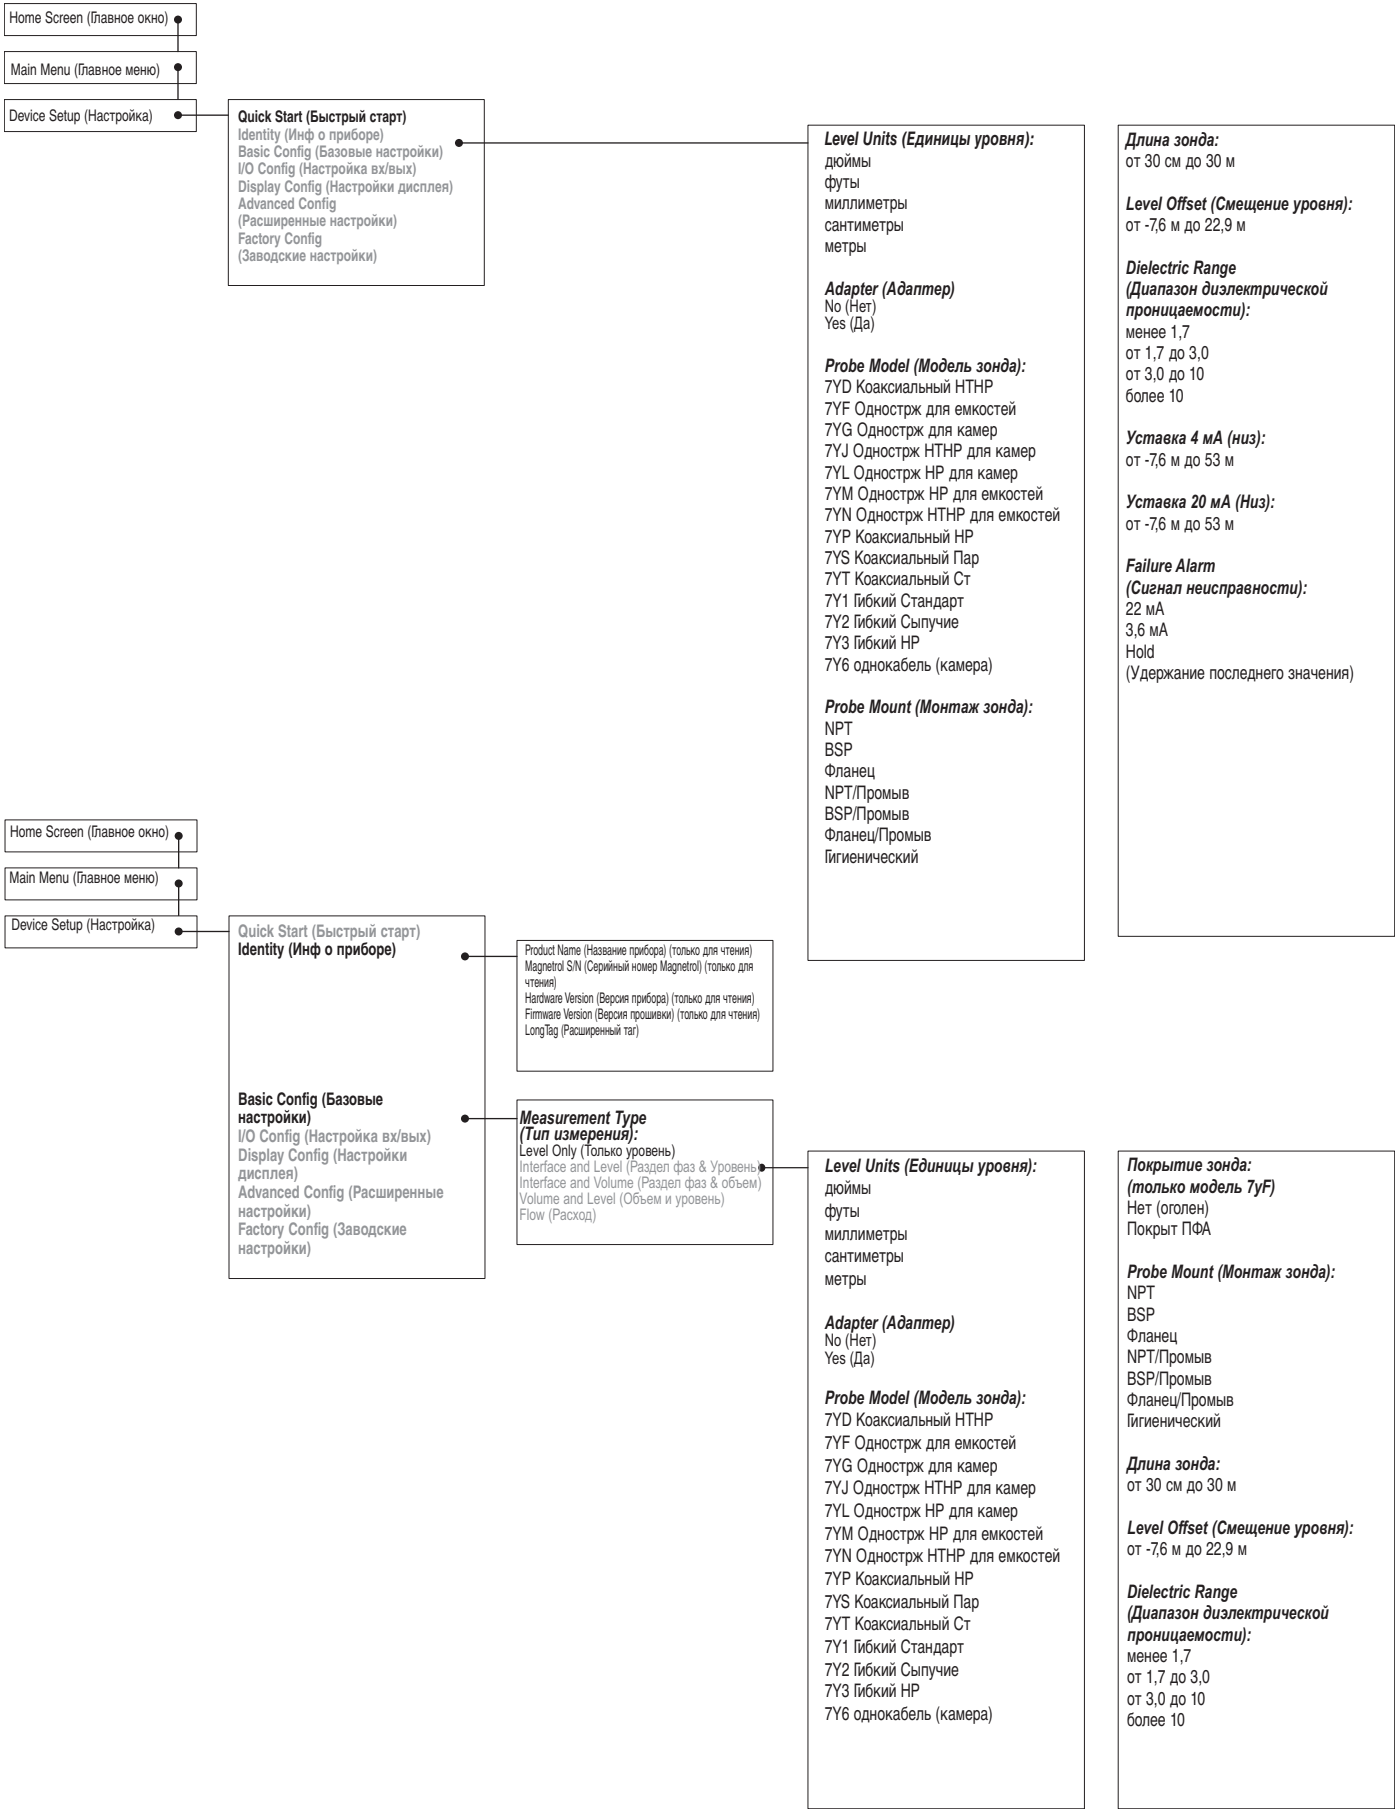 Home Screen (Главное окно)
Main Menu (Главное меню)
Device Setup (Настройка)
Quick Start (Быстрый старт)
Identity (Инф о приборе)
Basic Config (Базовые настройки)
I/O Config (Настройка вх/вых)
Display Config (Настройки дисплея)
Advanced Config
(Расширенные настройки)
Factory Config
(Заводские настройки)
Level Units (Единицы уровня):
дюймы
футы
миллиметры
сантиметры
метры
Adapter (Адаптер)
No (Нет)
Yes (Да)
Probe Model (Модель зонда):
7YD Коаксиальный HTHP
7YF Однострж для емкостей
7YG Однострж для камер
7YJ Однострж HTHP для камер
7YL Однострж HP для камер
7YM Однострж HP для емкостей
7YN Однострж HTHP для емкостей
7YP Коаксиальный HP
7YS Коаксиальный Пар
7YT Коаксиальный Ст
7Y1 Гибкий Стандарт
7Y2 Гибкий Сыпучие
7Y3 Гибкий HP
7Y6 однокабель (камера)
Probe Mount (Монтаж зонда):
NPT
BSP
Фланец
NPT/Промыв
BSP/Промыв
Фланец/Промыв
Гигиенический
Длина зонда:
от 30 см до 30 м
Level Offset (Смещение уровня):
от -7,6 м до 22,9 м
Dielectric Range
(Диапазон диэлектрической
проницаемости):
менее 1,7
от 1,7 до 3,0
от 3,0 до 10
более 10
Уставка 4 мА (низ):
от -7,6 м до 53 м
Уставка 20 мА (Низ):
от -7,6 м до 53 м
Failure Alarm
(Сигнал неисправности):
22 мА
3,6 мА
Hold
(Удержание последнего значения)
Home Screen (Главное окно)
Main Menu (Главное меню)
Device Setup (Настройка)
Quick Start (Быстрый старт)
Identity (Инф о приборе)
Basic Config (Базовые
настройки)
I/O Config (Настройка вх/вых)
Display Config (Настройки
дисплея)
Advanced Config (Расширенные
настройки)
Factory Config (Заводские
настройки)
Product Name (Название прибора) (только для чтения)
Magnetrol S/N (Серийный номер Magnetrol) (только для
чтения)
Hardware Version (Версия прибора) (только для чтения)
Firmware Version (Версия прошивки) (только для чтения)
LongTag (Расширенный таг)
Measurement Type
(Тип измерения):
Level Only (Только уровень)
Interface and Level (Раздел фаз & Уровень)
Interface and Volume (Раздел фаз & объем)
Volume and Level (Объем и уровень)
Flow (Расход)
Level Units (Единицы уровня):
дюймы
футы
миллиметры
сантиметры
метры
Adapter (Адаптер)
No (Нет)
Yes (Да)
Probe Model (Модель зонда):
7YD Коаксиальный HTHP
7YF Однострж для емкостей
7YG Однострж для камер
7YJ Однострж HTHP для камер
7YL Однострж HP для камер
7YM Однострж HP для емкостей
7YN Однострж HTHP для емкостей
7YP Коаксиальный HP
7YS Коаксиальный Пар
7YT Коаксиальный Ст
7Y1 Гибкий Стандарт
7Y2 Гибкий Сыпучие
7Y3 Гибкий HP
7Y6 однокабель (камера)
Покрытие зонда:
(только модель 7yF)
Нет (оголен)
Покрыт ПФА
Probe Mount (Монтаж зонда):
NPT
BSP
Фланец
NPT/Промыв
BSP/Промыв
Фланец/Промыв
Гигиенический
Длина зонда:
от 30 см до 30 м
Level Offset (Смещение уровня):
от -7,6 м до 22,9 м
Dielectric Range
(Диапазон диэлектрической
проницаемости):
менее 1,7
от 1,7 до 3,0
от 3,0 до 10
более 10